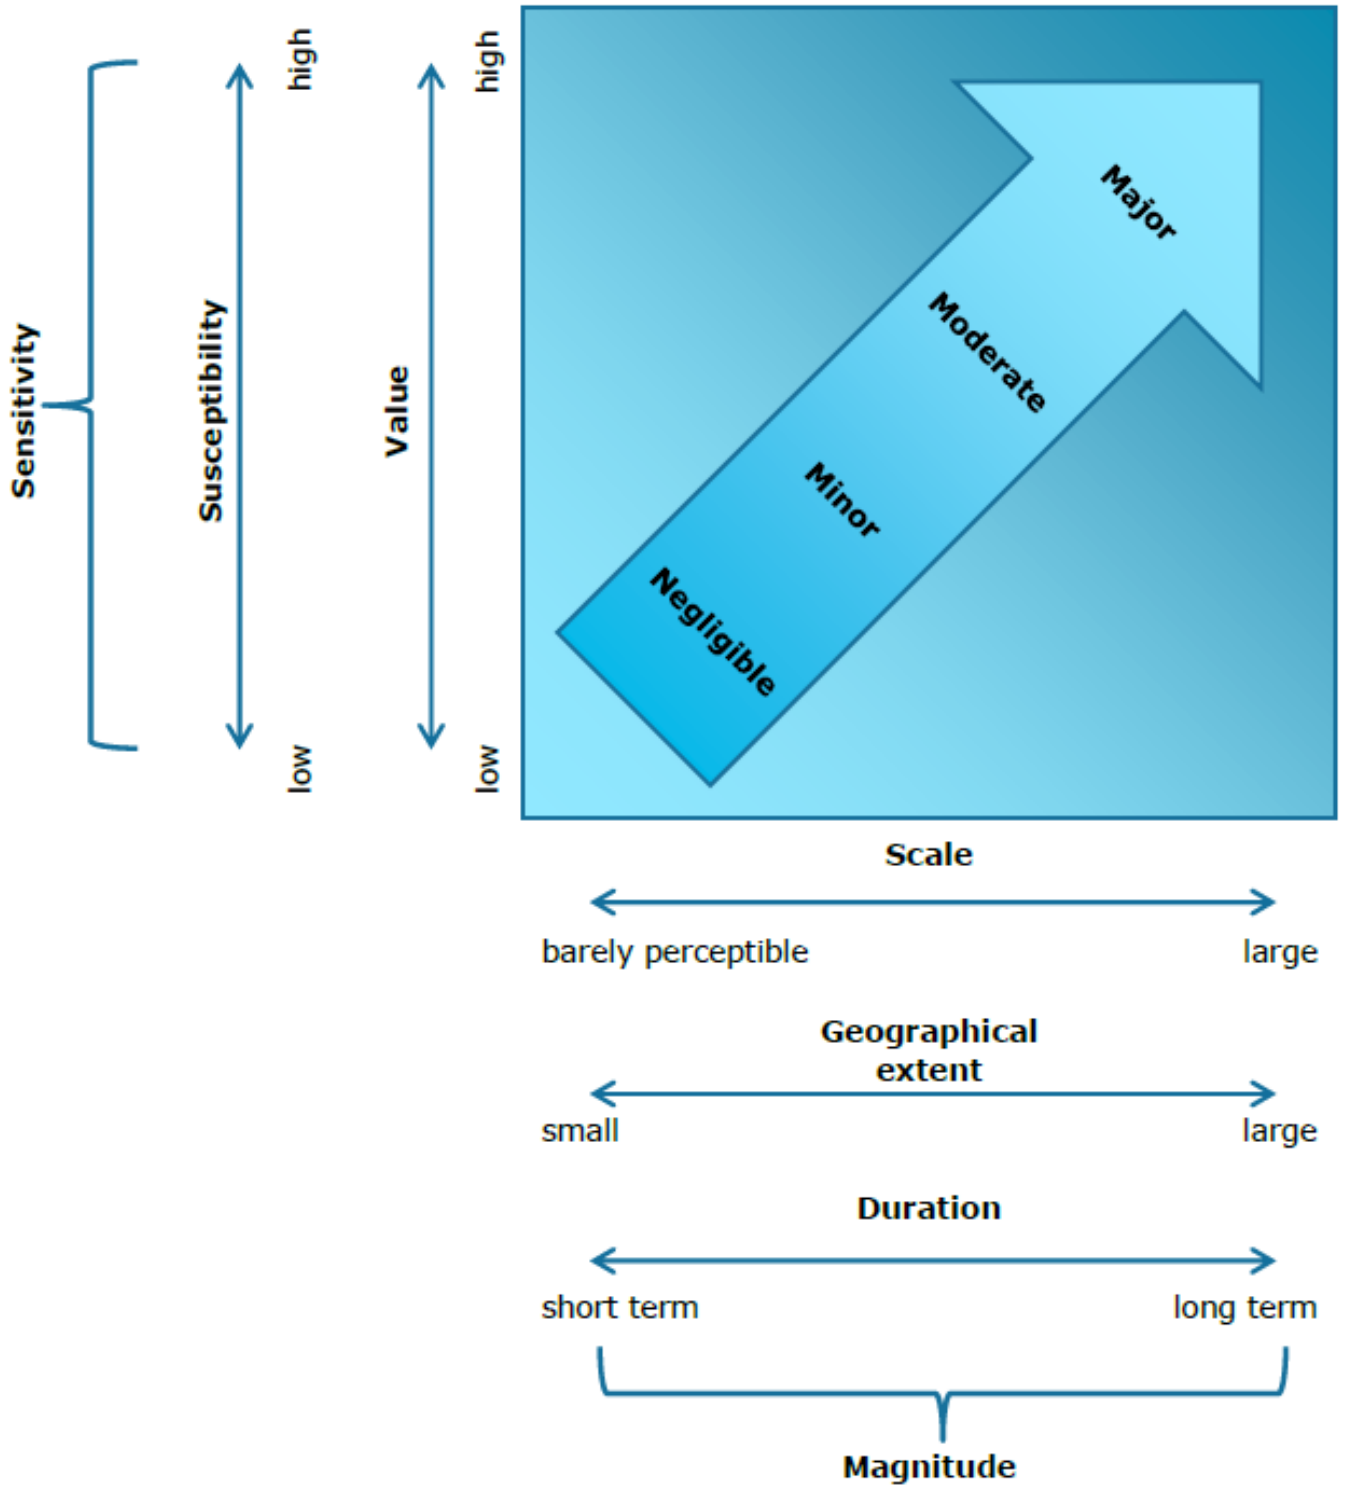 high
high
Major
Moderate
Sensitivity
Susceptibility
Value
Minor
Negligible
low
low
Scale
barely perceptible
large
Geographical
extent
small
large
Duration
short term
long term
Magnitude